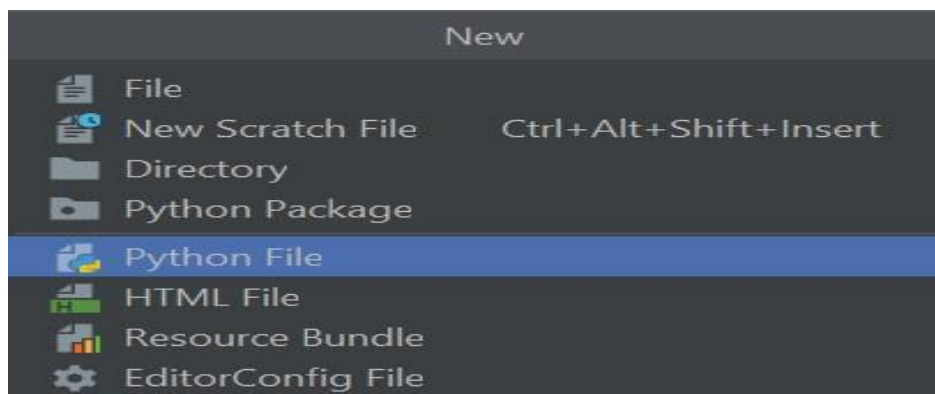 New
File
New Scratch File Ctrl+Alt+Shift+Insert
Directory
Python Package
Python File
HTML File
Resource Bundle
EditorConfig File